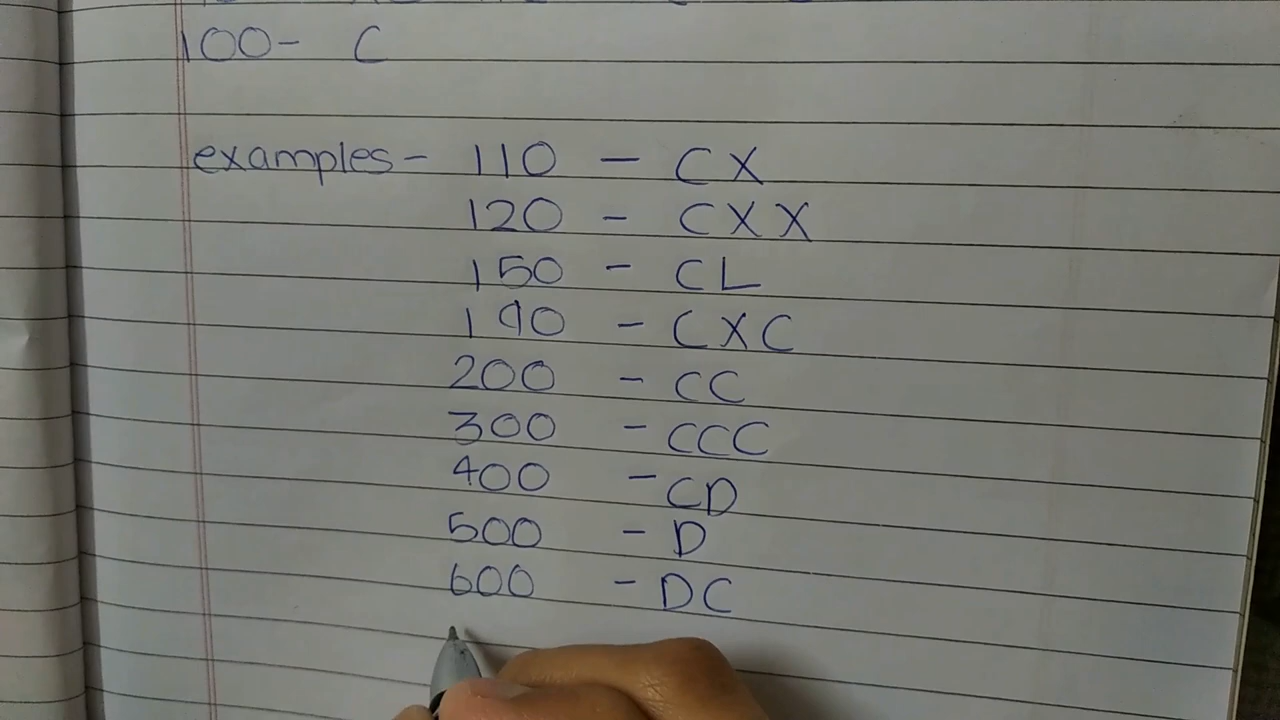 100- C
examples- 110 - CX
120 - CXX
150 - CL
190 - CXC
200 - CC
300 - CCC
400 - CD
500 - D
600 - DC